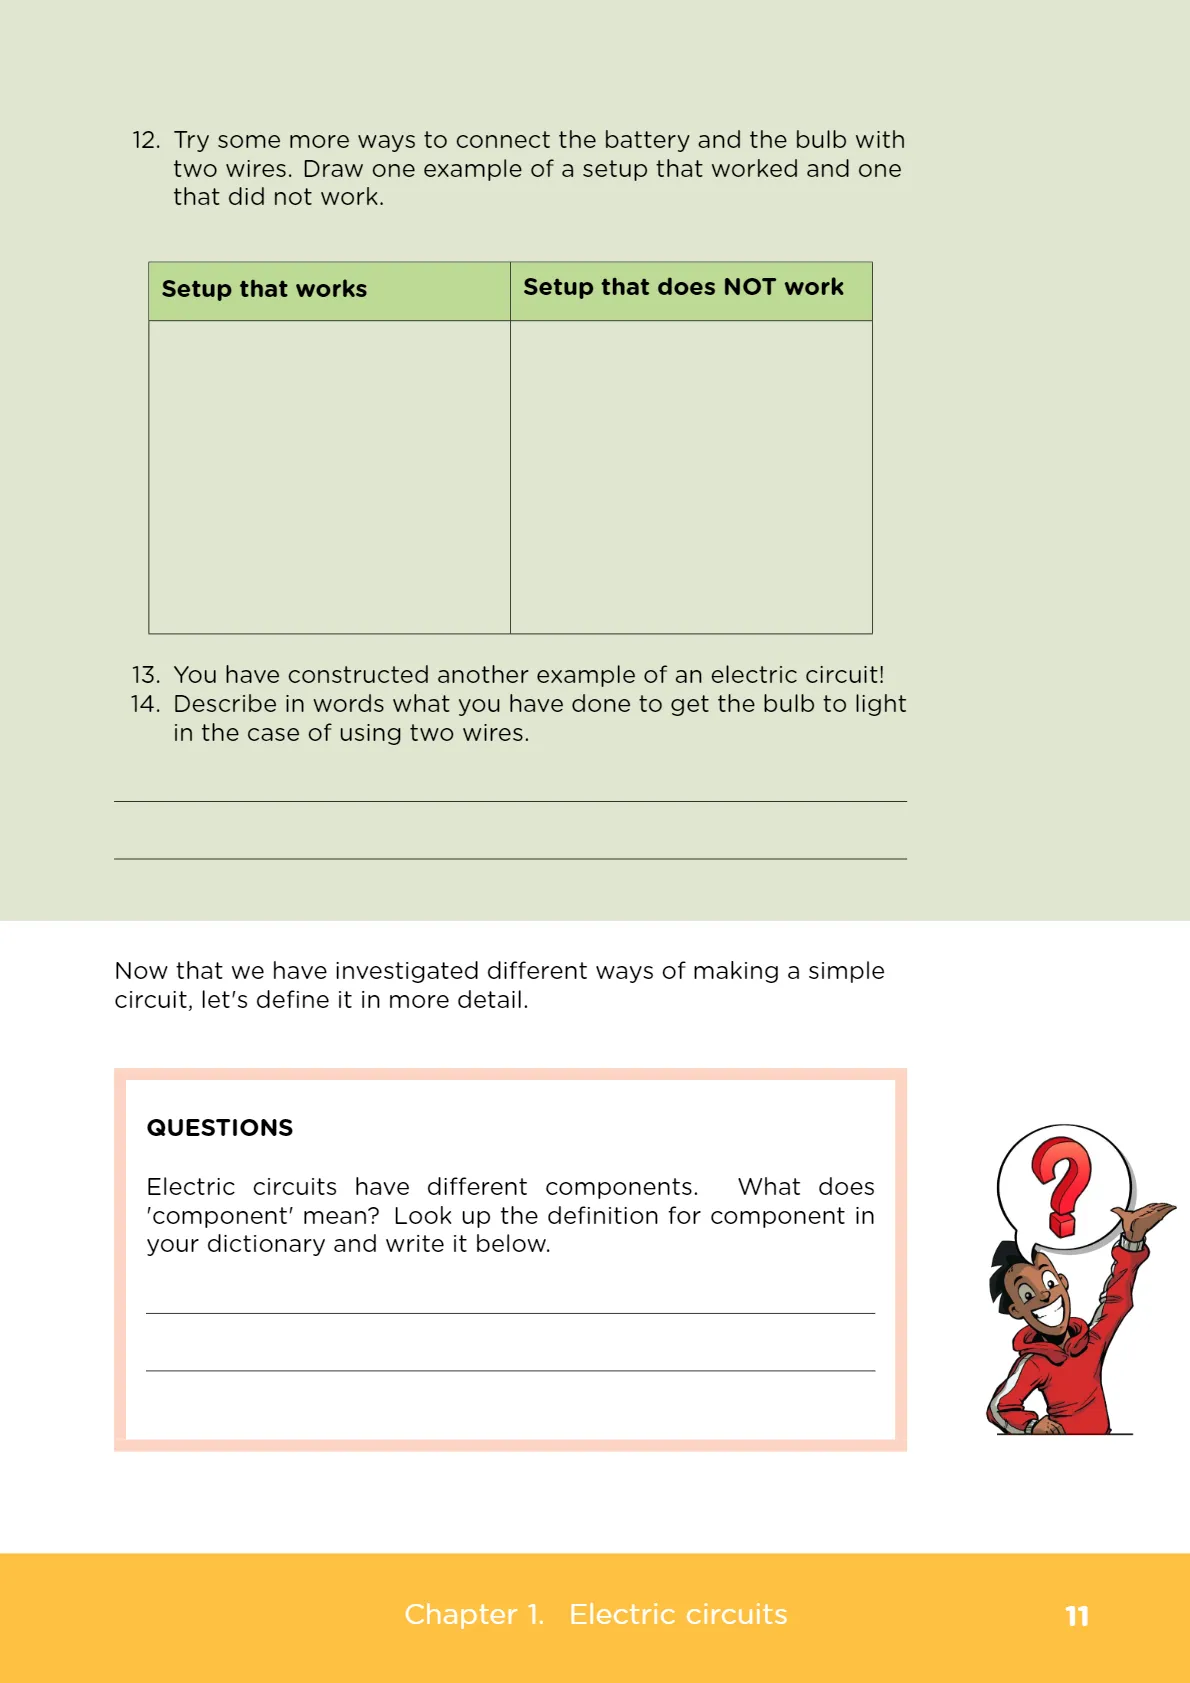 12. Try some more ways to connect the battery and the bulb with
two wires. Draw one example of a setup that worked and one
that did not work.
Setup that works
Setup that does NOT work
13. You have constructed another example of an electric circuit!
14. Describe in words what you have done to get the bulb to light
in the case of using two wires.
Now that we have investigated different ways of making a simple
circuit, let's define it in more detail.
QUESTIONS
Electric circuits have different components. What does
'component' mean? Look up the definition for component in
your dictionary and write it below.
?
Chapter 1. Electric circuits
11